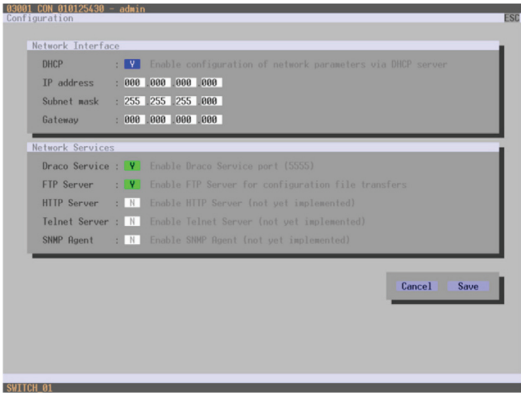 03001 CON_010125430 - admin
Configuration ESC
Network Interface
DHCP : Y Enable configuration of network parameters via DHCP server
IP address : 000 .000 .000 .000
Subnet mask : 255 .255 .255 .000
Gateway : 000 .000 .000 .000
Network Services
Draco Service : Y Enable Draco Service port (5555)
FTP Server : Y Enable FTP Server for configuration file transfers
HTTP Server : N Enable HTTP Server (not yet implemented)
Telnet Server : N Enable Telnet Server (not yet implemented)
SNMP Agent : N Enable SNMP Agent (not yet implemented)
Cancel Save
SWITCH_01